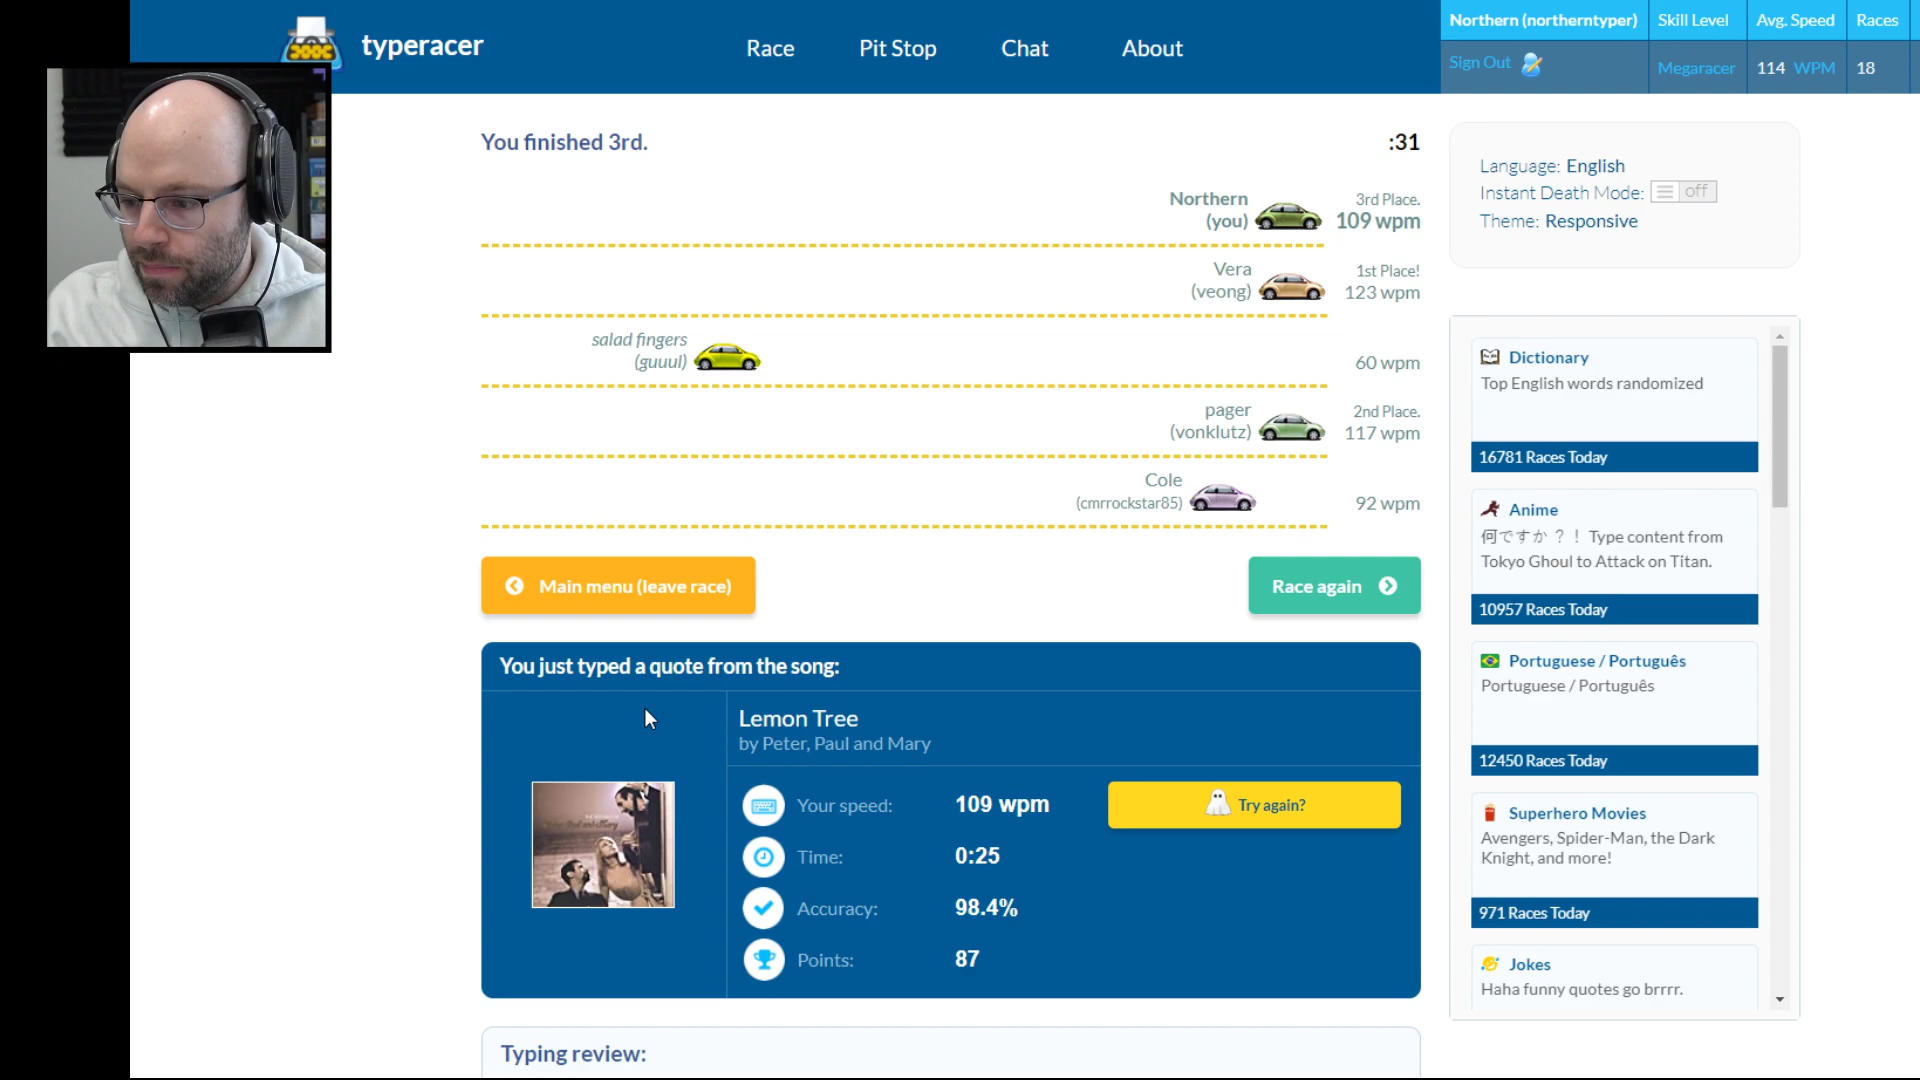 typeracer
Race
Pit Stop
Chat
About
Northern (northerntyper)
Skill Level
Avg. Speed
Races
Sign Out
Megaracer
114 WPM
18
You finished 3rd.
:31
Northern
(you)
3rd Place.
109 wpm
Vera
(veong)
1st Place!
123 wpm
salad fingers
(guuul)
60 wpm
pager
(vonklutz)
2nd Place.
117 wpm
Cole
(cmrrockstar85)
92 wpm
Main menu (leave race)
Race again
You just typed a quote from the song:
Lemon Tree
by Peter, Paul and Mary
Your speed: 109 wpm
Try again?
Time: 0:25
Accuracy: 98.4%
Points: 87
Typing review:
Language: English
Instant Death Mode: off
Theme: Responsive
Dictionary
Top English words randomized
16781 Races Today
Anime
何ですか？！ Type content from
Tokyo Ghoul to Attack on Titan.
10957 Races Today
Portuguese / Português
Portuguese / Português
12450 Races Today
Superhero Movies
Avengers, Spider-Man, the Dark
Knight, and more!
971 Races Today
Jokes
Haha funny quotes go brrrr.